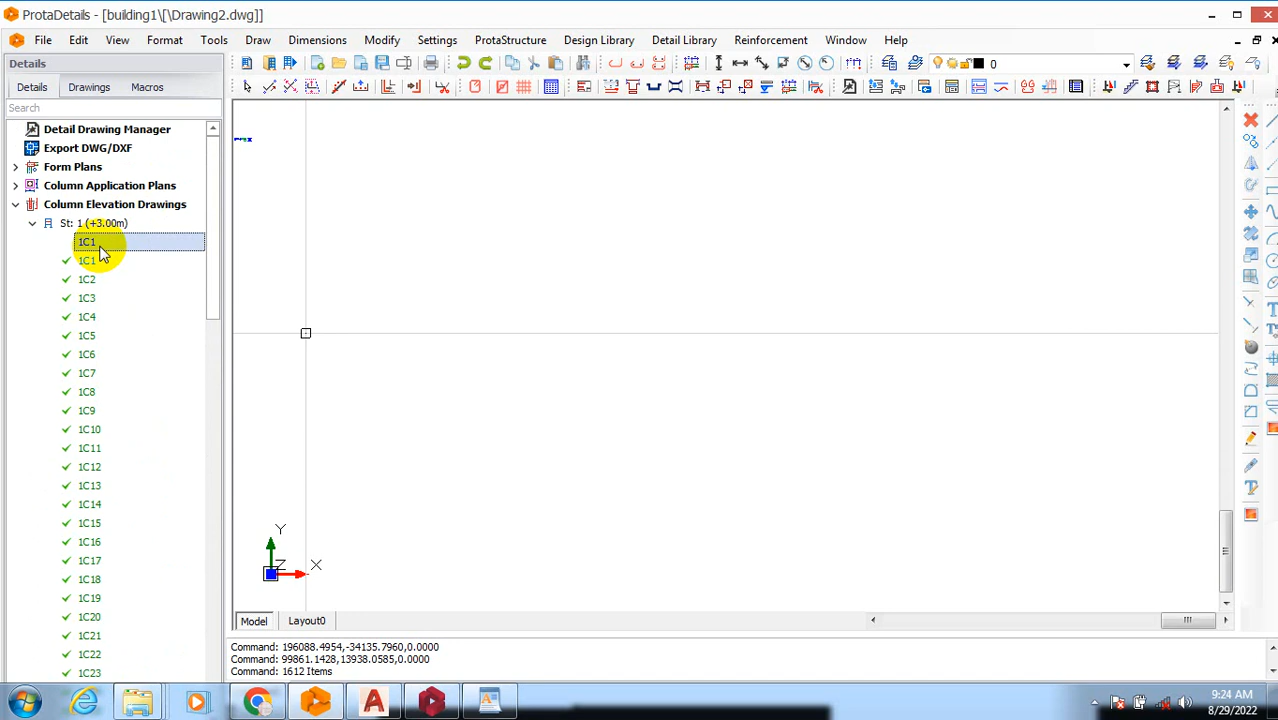 ProtaDetails - [building1\[\Drawing2.dwg]]
File Edit View Format Tools Draw Dimensions Modify Settings ProtaStructure Design Library Detail Library Reinforcement Window Help
Details
0
Details Drawings Macros
Search
Detail Drawing Manager
Export DWG/DXF
Form Plans
Column Application Plans
Column Elevation Drawings
St: 1 (+3.00m)
1C1
1C1
1C2
1C3
1C4
1C5
1C6
1C7
1C8
1C9
1C10
1C11
1C12
1C13
1C14
1C15
1C16
1C17
1C18
1C19
1C20
1C21
1C22
1C23
Y
Z X
Model Layout0
Command: 196088.4954,-34135.7960,0.0000
Command: 99861.1428,13938.0585,0.0000
Command: 1612 Items
9:24 AM
8/29/2022